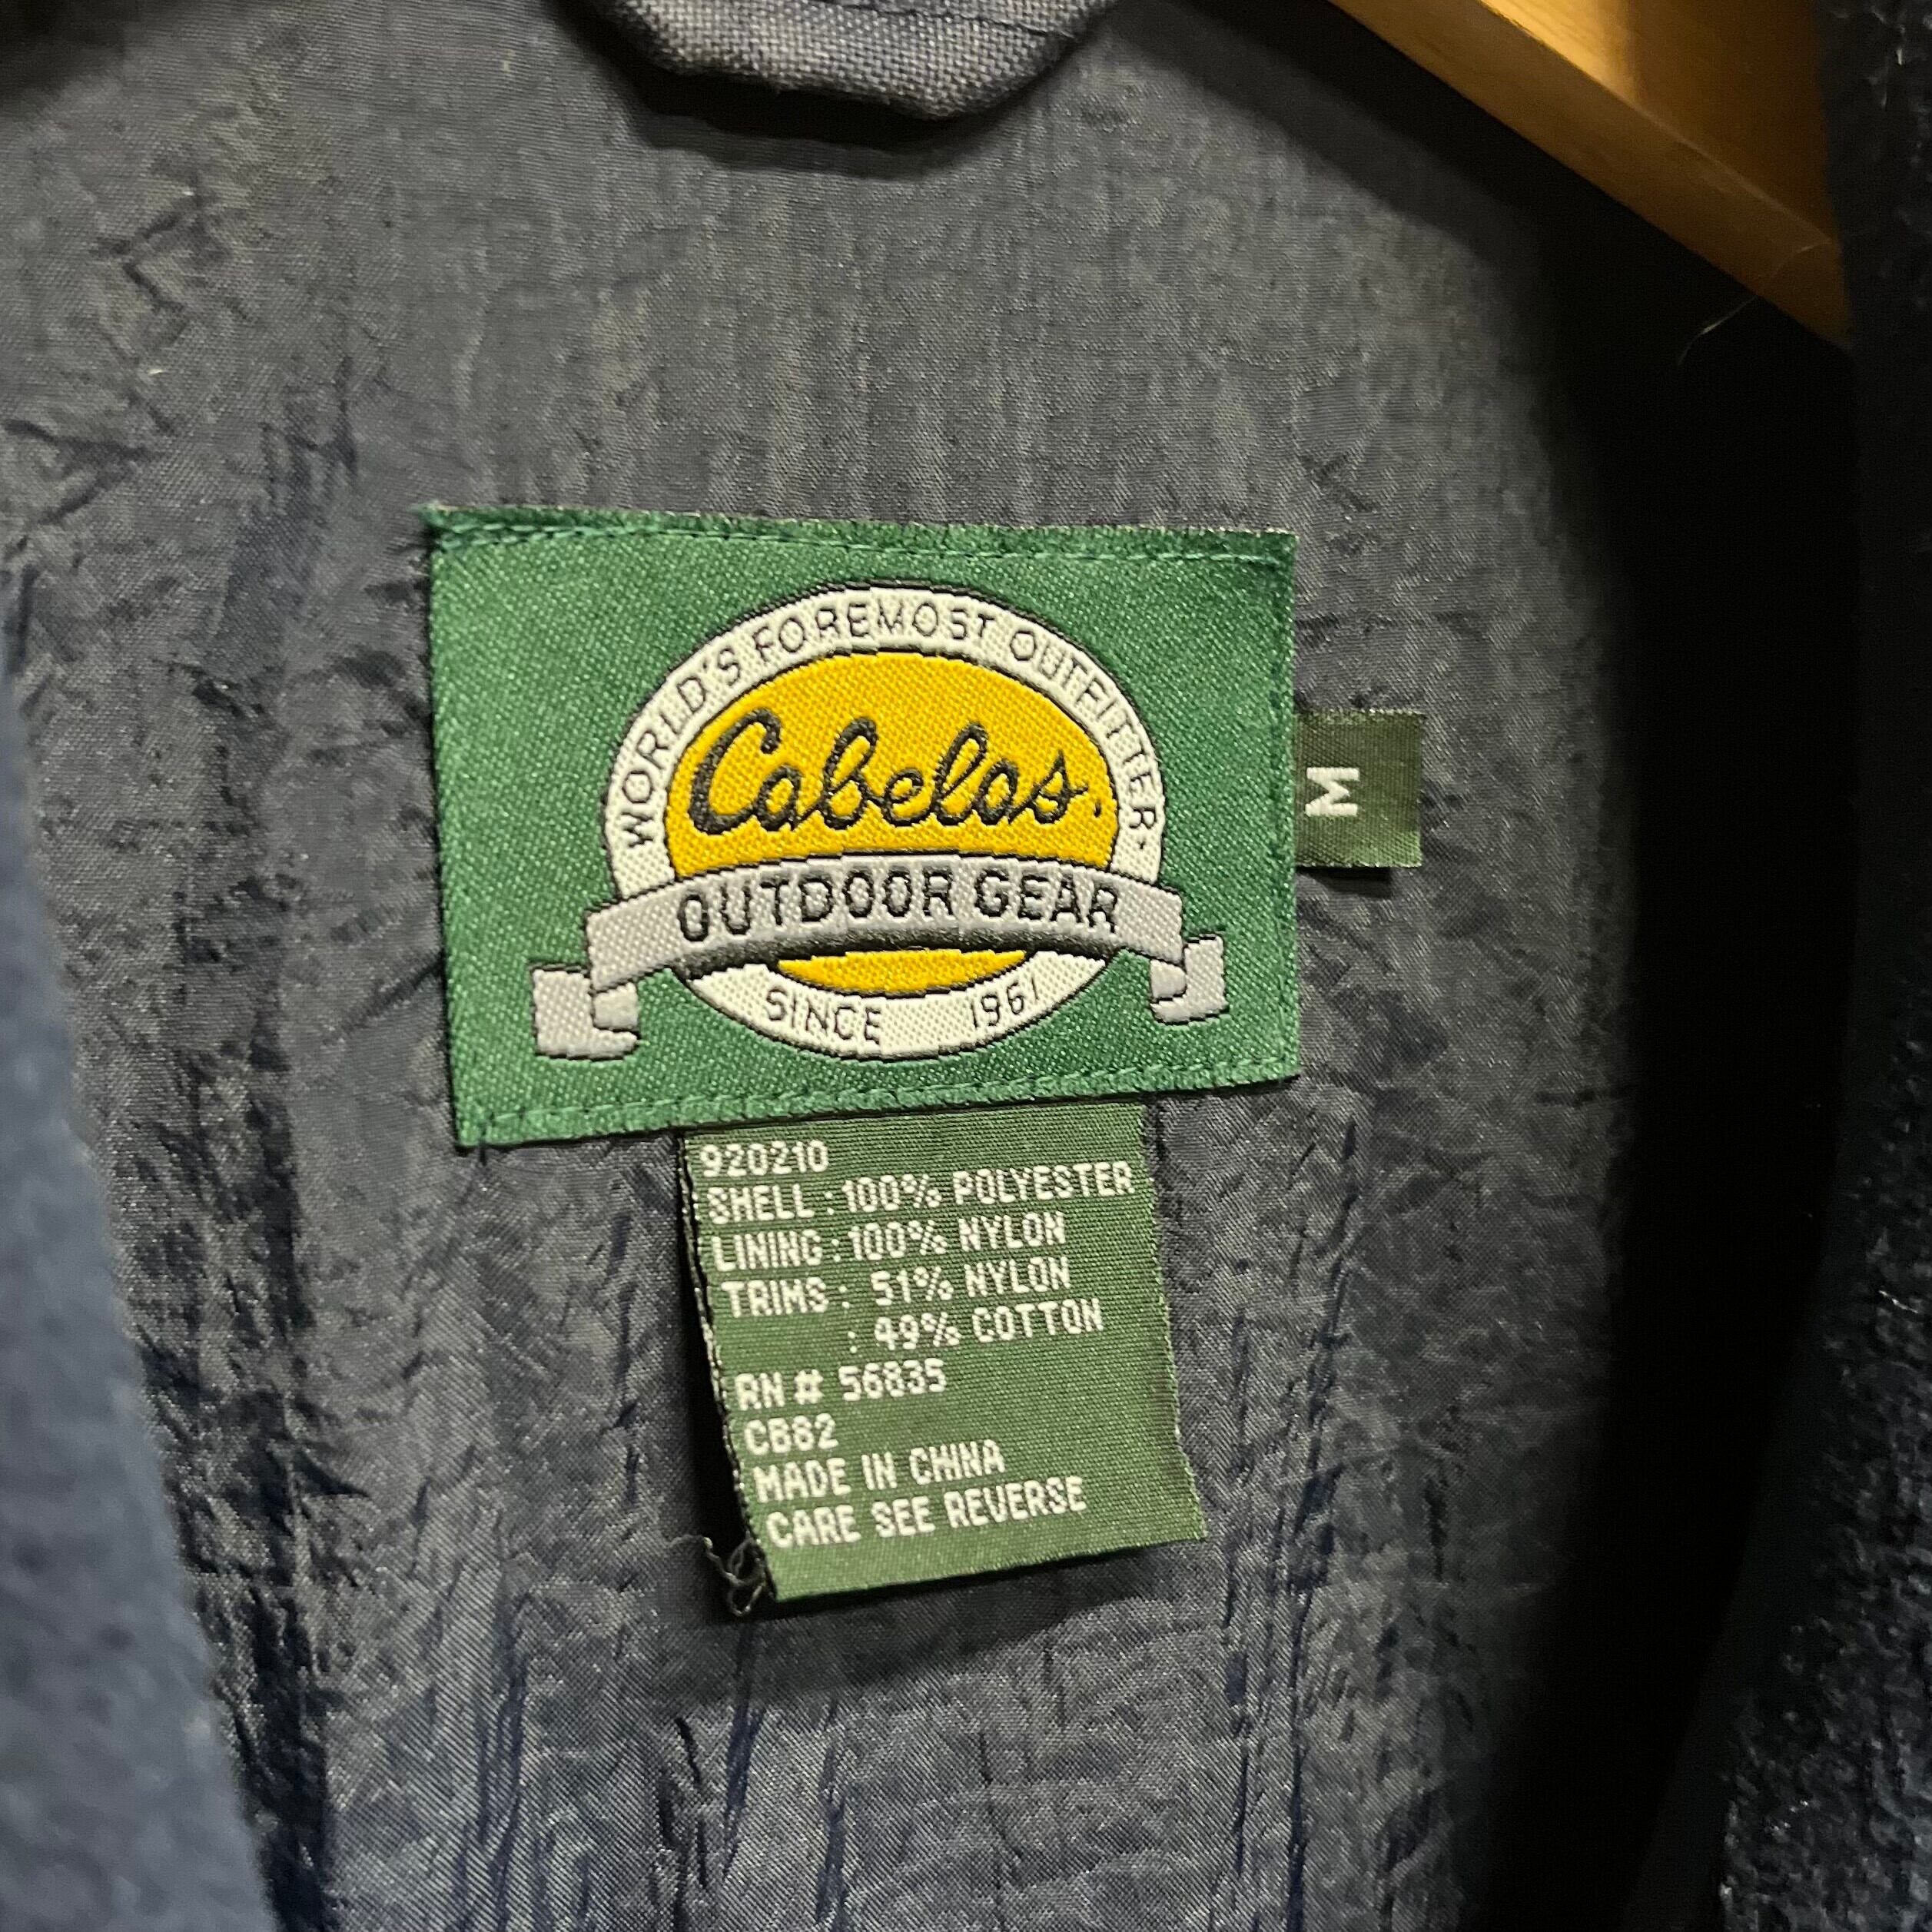 WORLD'S FOREMOST OUTFITTER.
Cabelas.
OUTDOOR GEAR
SINCE 1961
M
920210
SHELL : 100% POLYESTER
LINING : 100% NYLON
TRIMS : 51% NYLON
: 49% COTTON
RN # 56835
CB82
MADE IN CHINA
CARE SEE REVERSE